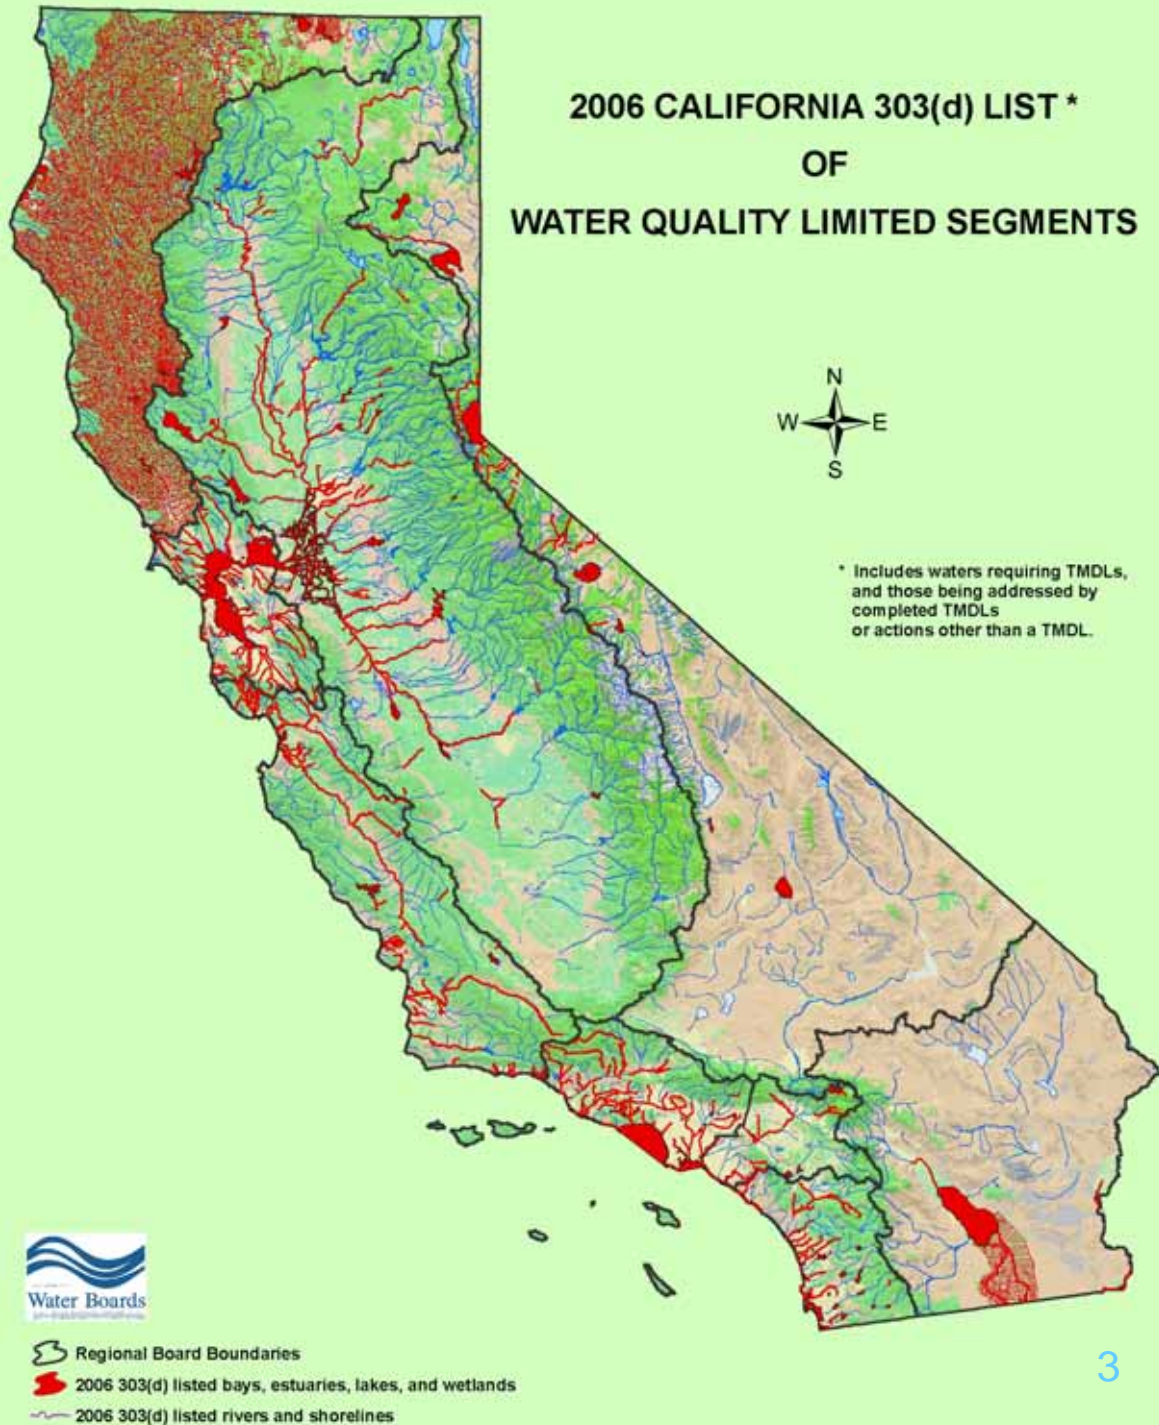 2006 CALIFORNIA 303(d) LIST *
OF
WATER QUALITY LIMITED SEGMENTS
N
W E
S
* Includes waters requiring TMDLs,
and those being addressed by
completed TMDLs
or actions other than a TMDL.
Water Boards
Regional Board Boundaries
2006 303(d) listed bays, estuaries, lakes, and wetlands
2006 303(d) listed rivers and shorelines
3